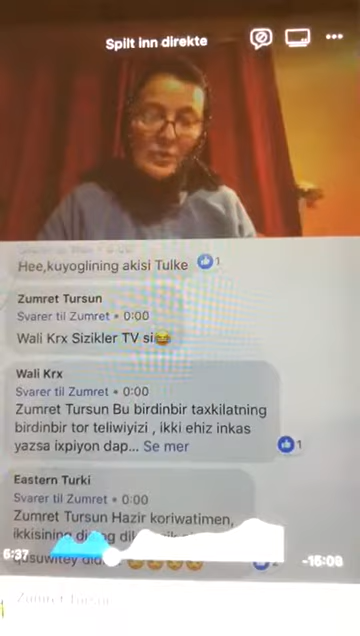 Spilt inn direkte
Hee,kuyoglining akisi Tulke
1
Zumret Tursun
Svarer til Zumret • 0:00
Wali Krx Sizikler TV si😂
Wali Krx
Svarer til Zumret • 0:00
Zumret Tursun Bu birdinbir taxkilatning
birdinbir tor teliwiyizi , ikki ehiz inkas
yazsa ixpiyon dap... Se mer
1
Eastern Turki
Svarer til Zumret • 0:00
Zumret Tursun Hazir koriwatimen,
ikkisining
6:37
-15:08
Zumret Tursun